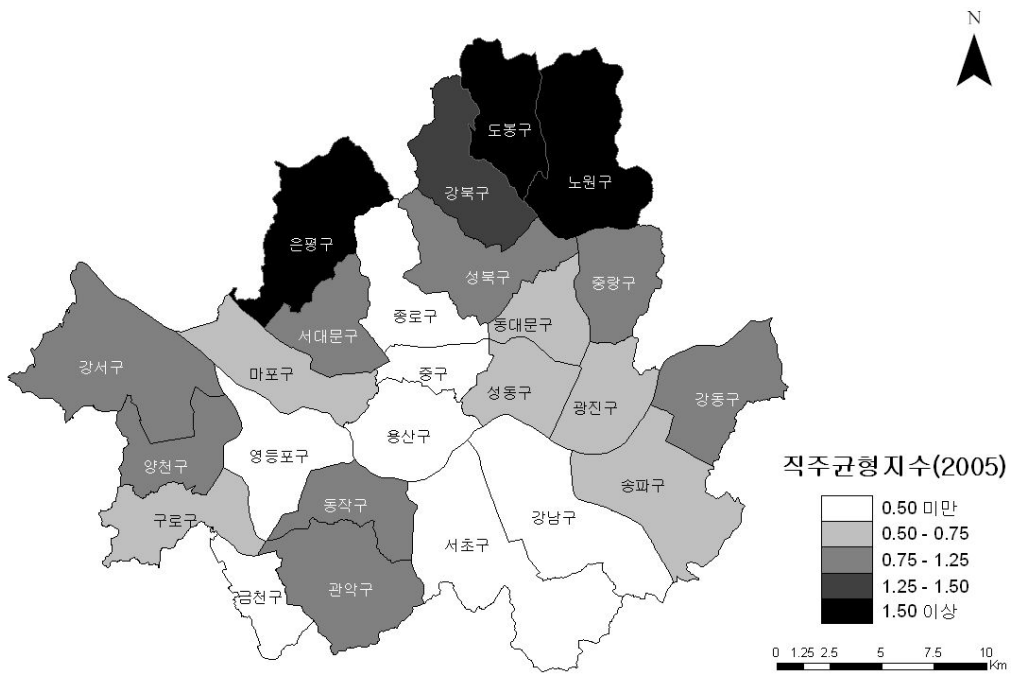 N
도봉구
노원구
강북구
은평구
성북구
중랑구
종로구
동대문구
서대문구
강서구
마포구
중구
성동구
광진구
강동구
용산구
양천구
영등포구
송파구
동작구
구로구
강남구
서초구
관악구
금천구
직주균형지수(2005)
0.50 미만
0.50 - 0.75
0.75 - 1.25
1.25 - 1.50
1.50 이상
0 1.25 2.5 5 7.5 10
Km